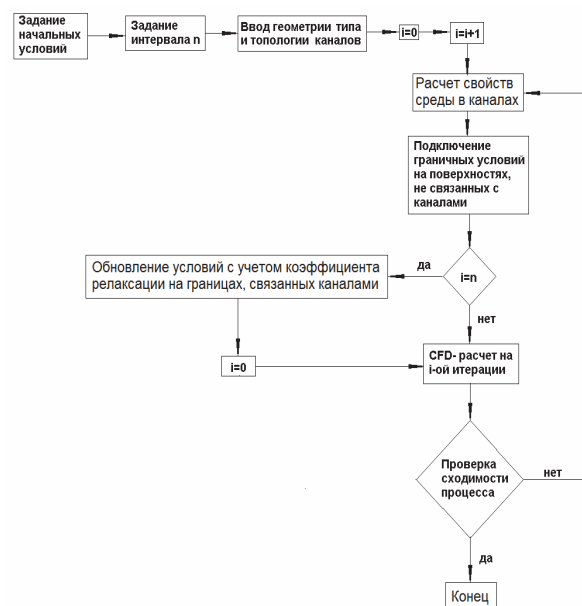 Задание
начальных
условий
Задание
интервала n
Ввод геометрии типа
и топологии каналов
i=0
i=i+1
Расчет свойств
среды в каналах
Подключение
граничных условий
на поверхностях,
не связанных с
каналами
i=n
да
нет
Обновление условий с учетом коэффициента
релаксации на границах, связанных каналами
i=0
CFD- расчет на
i-ой итерации
Проверка
сходимости
процесса
нет
да
Конец